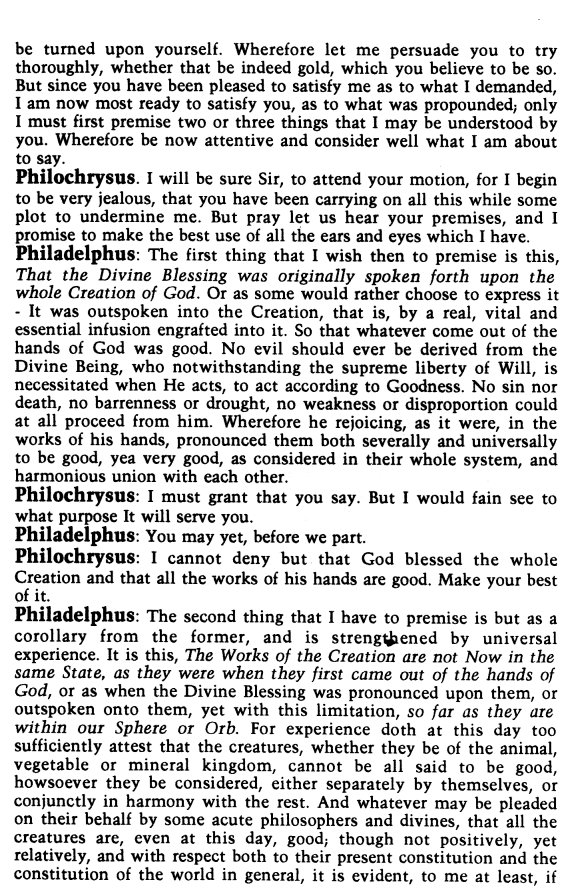 be turned upon yourself. Wherefore let me persuade you to try
thoroughly, whether that be indeed gold, which you believe to be so.
But since you have been pleased to satisfy me as to what I demanded,
I am now most ready to satisfy you, as to what was propounded; only
I must first premise two or three things that I may be understood by
you. Wherefore be now attentive and consider well what I am about
to say.
Philochrysus. I will be sure Sir, to attend your motion, for I begin
to be very jealous, that you have been carrying on all this while some
plot to undermine me. But pray let us hear your premises, and I
promise to make the best use of all the ears and eyes which I have.
Philadelphus: The first thing that I wish then to premise is this,
That the Divine Blessing was originally spoken forth upon the
whole Creation of God. Or as some would rather choose to express it
- It was outspoken into the Creation, that is, by a real, vital and
essential infusion engrafted into it. So that whatever come out of the
hands of God was good. No evil should ever be derived from the
Divine Being, who notwithstanding the supreme liberty of Will, is
necessitated when He acts, to act according to Goodness. No sin nor
death, no barrenness or drought, no weakness or disproportion could
at all proceed from him. Wherefore he rejoicing, as it were, in the
works of his hands, pronounced them both severally and universally
to be good, yea very good, as considered in their whole system, and
harmonious union with each other.
Philochrysus: I must grant that you say. But I would fain see to
what purpose It will serve you.
Philadelphus: You may yet, before we part.
Philochrysus: I cannot deny but that God blessed the whole
Creation and that all the works of his hands are good. Make your best
of it.
Philadelphus: The second thing that I have to premise is but as a
corollary from the former, and is strengthened by universal
experience. It is this, The Works of the Creation are not Now in the
same State, as they were when they first came out of the hands of
God, or as when the Divine Blessing was pronounced upon them, or
outspoken onto them, yet with this limitation, so far as they are
within our Sphere or Orb. For experience doth at this day too
sufficiently attest that the creatures, whether they be of the animal,
vegetable or mineral kingdom, cannot be all said to be good,
howsoever they be considered, either separately by themselves, or
conjunctly in harmony with the rest. And whatever may be pleaded
on their behalf by some acute philosophers and divines, that all the
creatures are, even at this day, good; though not positively, yet
relatively, and with respect both to their present constitution and the
constitution of the world in general, it is evident, to me at least, if